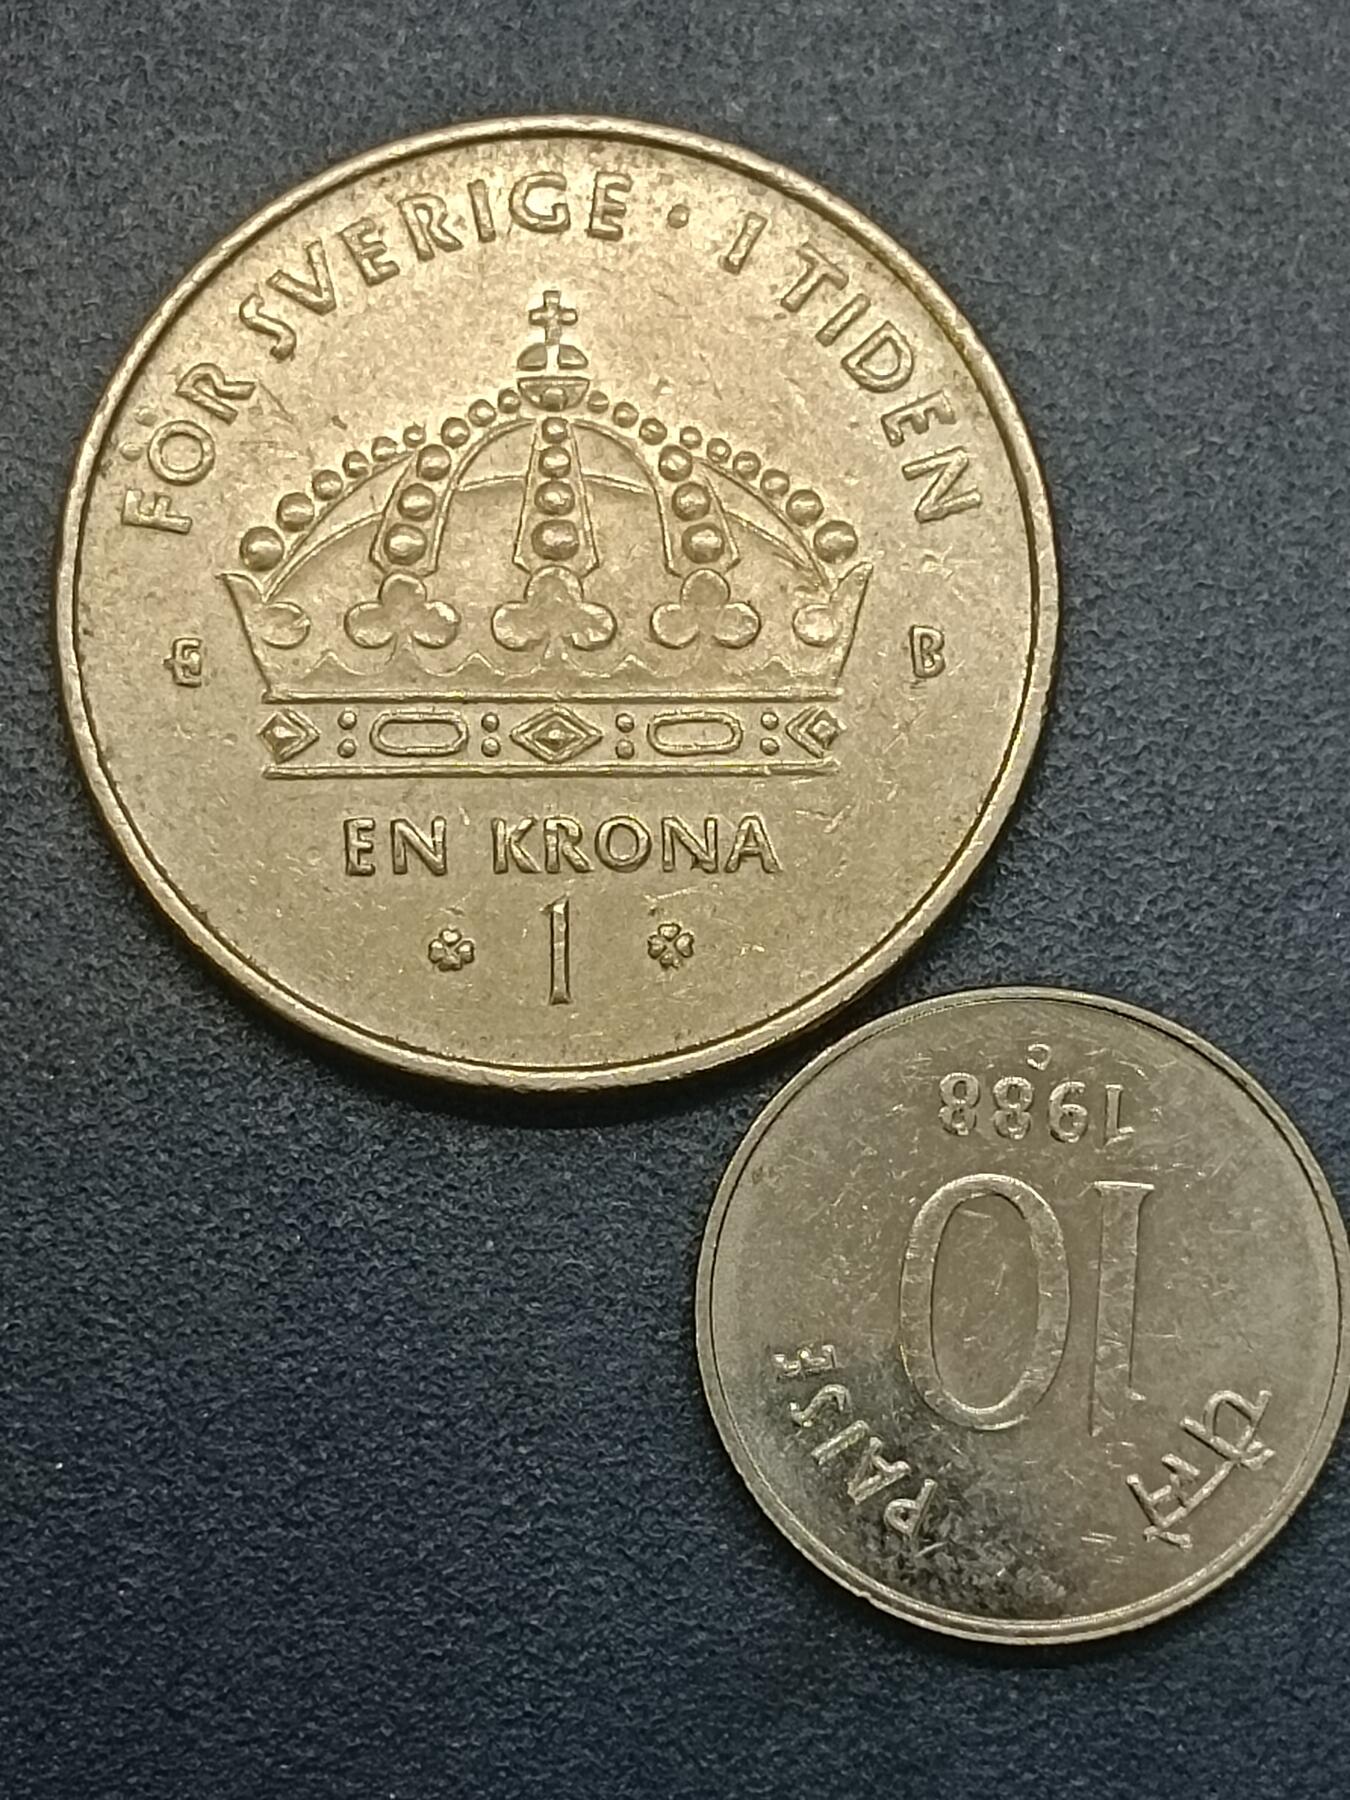 FÖR SVERIGE · I TIDEN
B
EN KRONA
1
10
पैसे
PAISE
1988
C